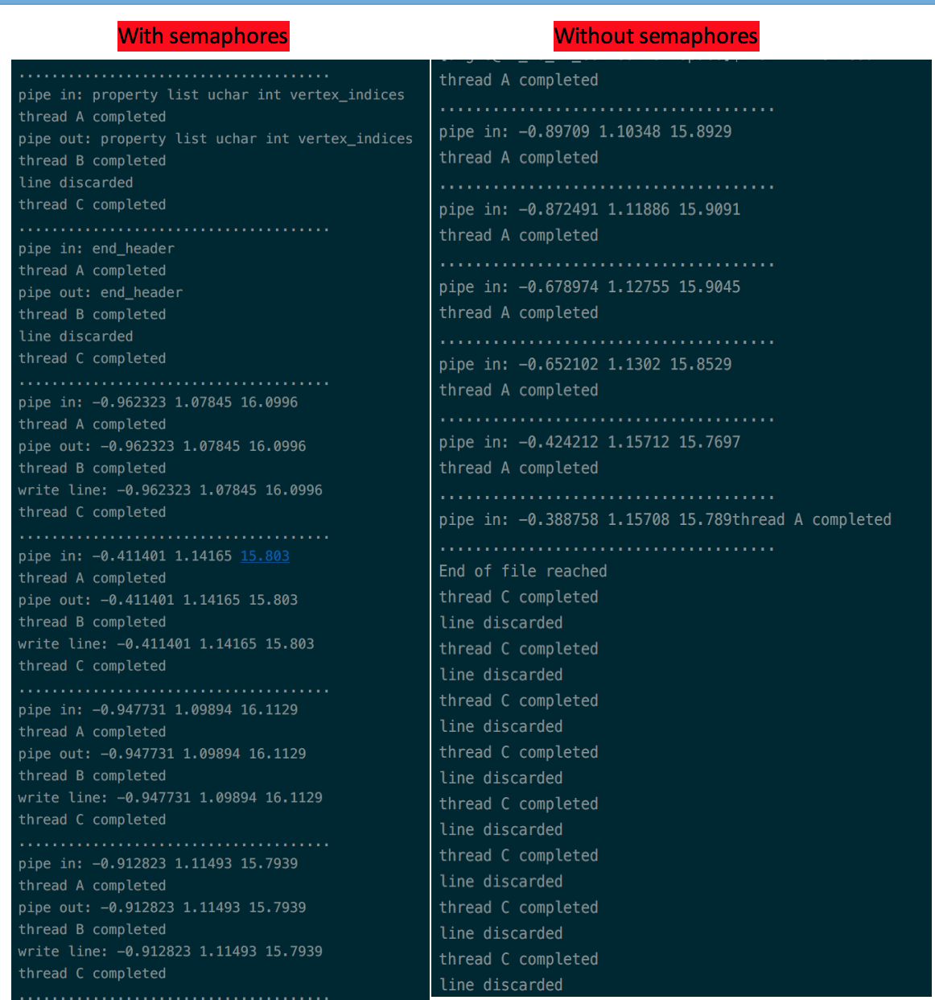 With semaphores
Without semaphores
......................................
pipe in: property list uchar int vertex_indices
thread A completed
pipe out: property list uchar int vertex_indices
thread B completed
line discarded
thread C completed
......................................
pipe in: end_header
thread A completed
pipe out: end_header
thread B completed
line discarded
thread C completed
......................................
pipe in: -0.962323 1.07845 16.0996
thread A completed
pipe out: -0.962323 1.07845 16.0996
thread B completed
write line: -0.962323 1.07845 16.0996
thread C completed
......................................
pipe in: -0.411401 1.14165 15.803
thread A completed
pipe out: -0.411401 1.14165 15.803
thread B completed
write line: -0.411401 1.14165 15.803
thread C completed
......................................
pipe in: -0.947731 1.09894 16.1129
thread A completed
pipe out: -0.947731 1.09894 16.1129
thread B completed
write line: -0.947731 1.09894 16.1129
thread C completed
......................................
pipe in: -0.912823 1.11493 15.7939
thread A completed
pipe out: -0.912823 1.11493 15.7939
thread B completed
write line: -0.912823 1.11493 15.7939
thread C completed
......................................
thread A completed
......................................
pipe in: -0.89709 1.10348 15.8929
thread A completed
......................................
pipe in: -0.872491 1.11886 15.9091
thread A completed
......................................
pipe in: -0.678974 1.12755 15.9045
thread A completed
......................................
pipe in: -0.652102 1.1302 15.8529
thread A completed
......................................
pipe in: -0.424212 1.15712 15.7697
thread A completed
......................................
pipe in: -0.388758 1.15708 15.789thread A completed
......................................
End of file reached
thread C completed
line discarded
thread C completed
line discarded
thread C completed
line discarded
thread C completed
line discarded
thread C completed
line discarded
thread C completed
line discarded
thread C completed
line discarded
thread C completed
line discarded